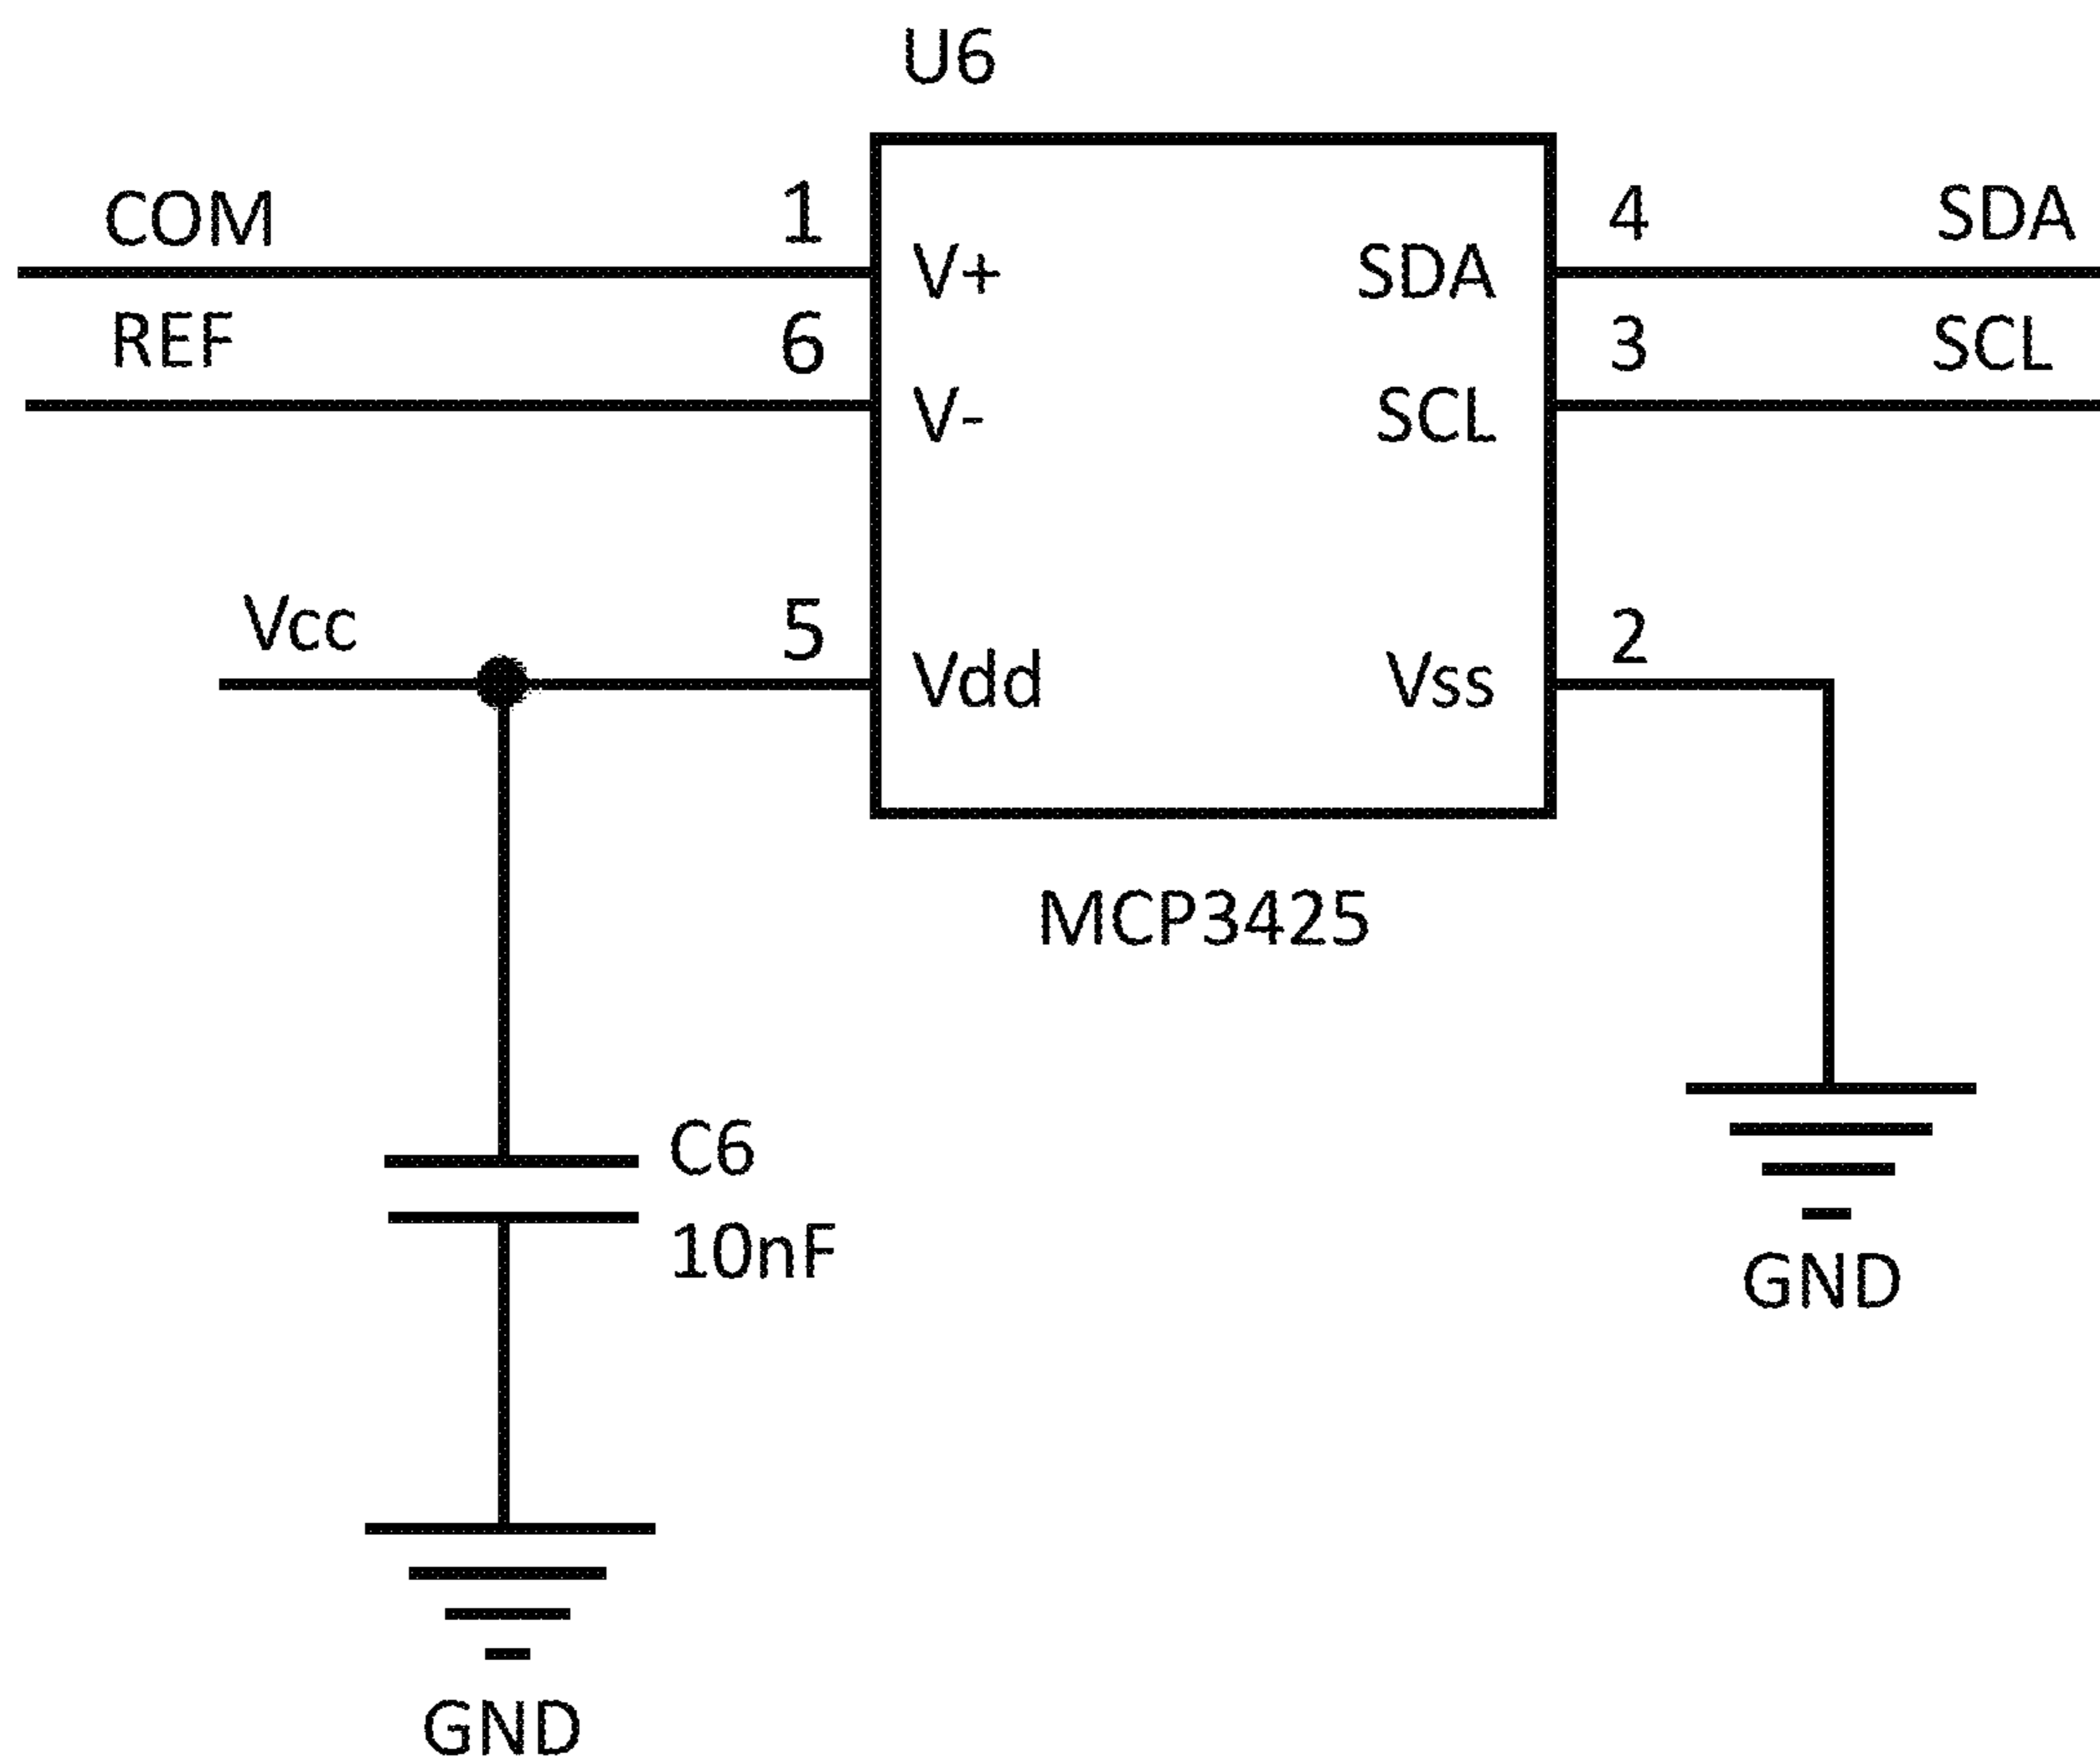 U6
COM 1 V+ SDA 4 SDA
REF 6 V- SCL 3 SCL
Vcc 5 Vdd Vss 2
MCP3425
C6
10nF
GND
GND